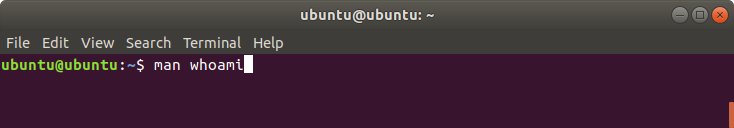 ubuntu@ubuntu: ~
File Edit View Search Terminal Help
ubuntu@ubuntu:~$ man whoami